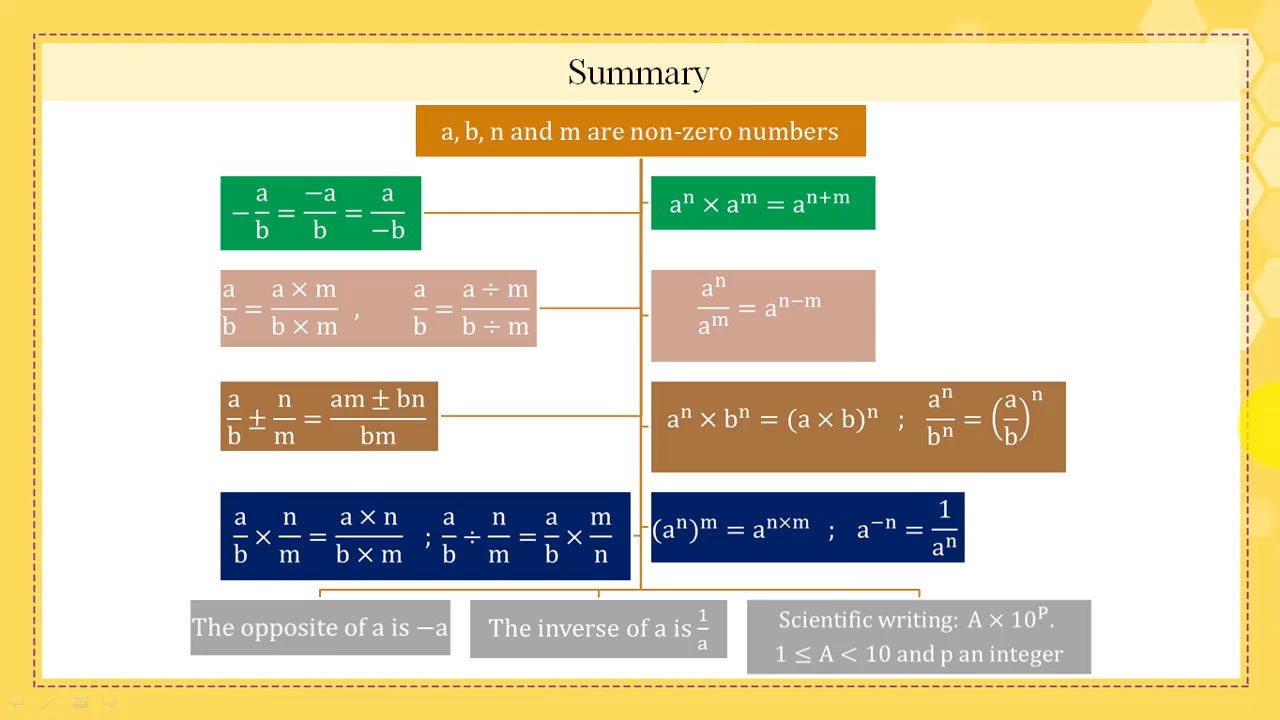 Summary
a, b, n and m are non-zero numbers
−a/b = −a/b = a/−b
aⁿ × aᵐ = aⁿ⁺ᵐ
a/b = a × m/b × m , a/b = a ÷ m/b ÷ m
aⁿ/aᵐ = aⁿ⁻ᵐ
a/b ± n/m = am ± bn/bm
aⁿ × bⁿ = (a × b)ⁿ ; aⁿ/bⁿ = (a/b)ⁿ
a/b × n/m = a × n/b × m ; a/b ÷ n/m = a/b × m/n
(aⁿ)ᵐ = aⁿ˟ᵐ ; a⁻ⁿ = 1/aⁿ
The opposite of a is −a
The inverse of a is 1/a
Scientific writing: A × 10ᴾ.
1 ≤ A < 10 and p an integer